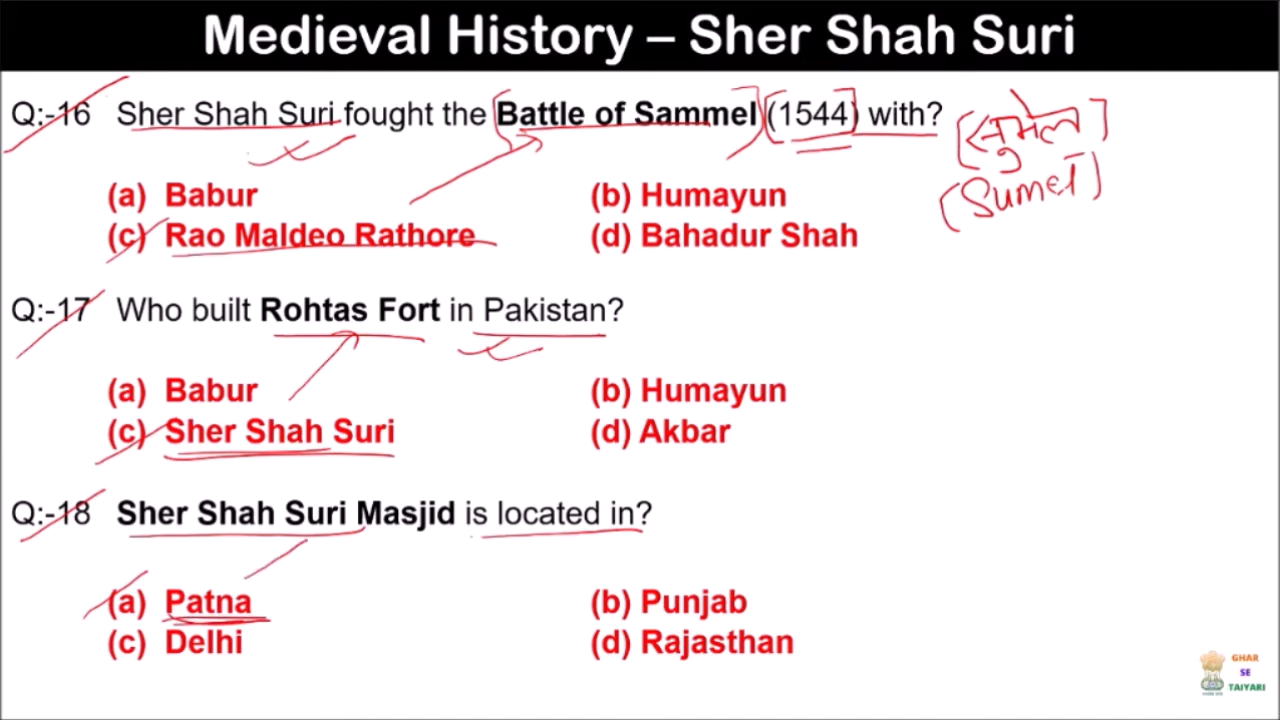 Medieval History – Sher Shah Suri
Q:-16 Sher Shah Suri fought the Battle of Sammel (1544) with? [सुमेल]
(a) Babur (b) Humayun [Sumel]
(c) Rao Maldeo Rathore (d) Bahadur Shah
Q:-17 Who built Rohtas Fort in Pakistan?
(a) Babur (b) Humayun
(c) Sher Shah Suri (d) Akbar
Q:-18 Sher Shah Suri Masjid is located in?
(a) Patna (b) Punjab
(c) Delhi (d) Rajasthan
GHAR
SE
TAIYARI